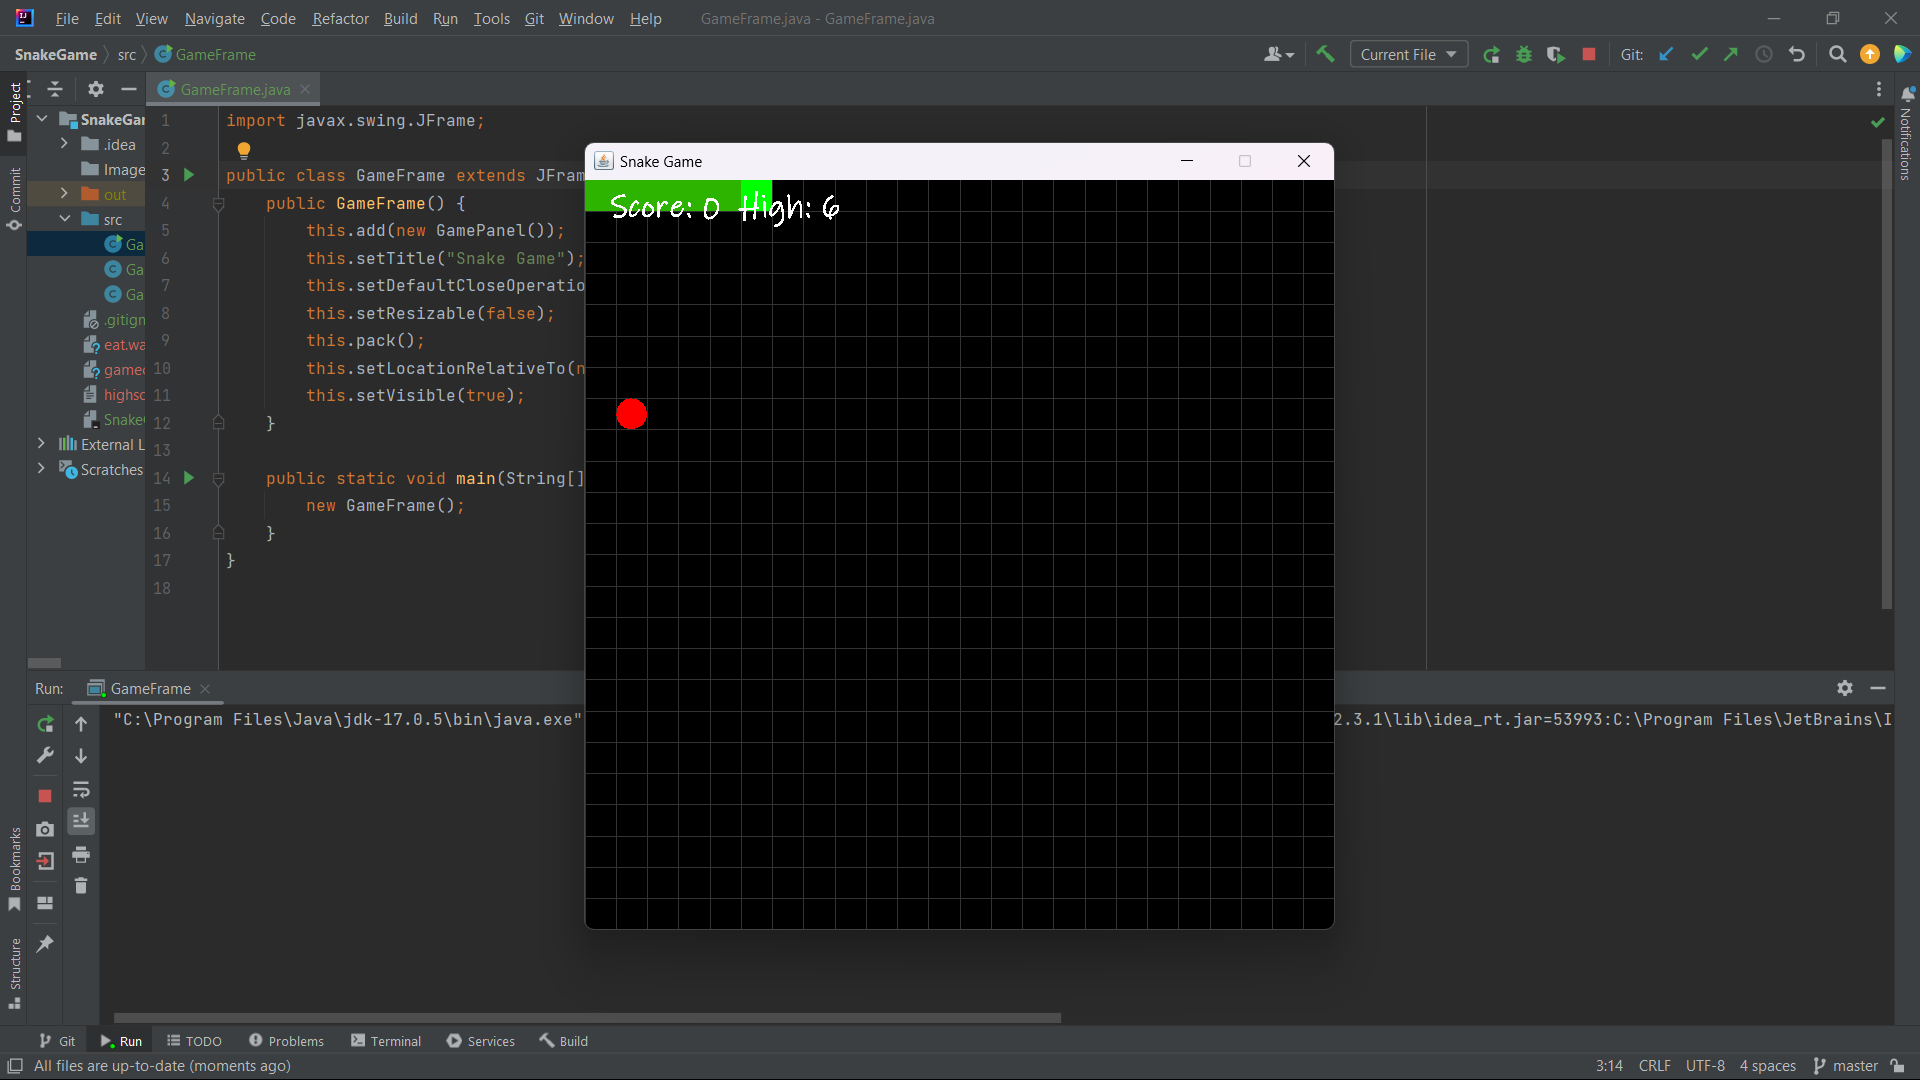 File Edit View Navigate Code Refactor Build Run Tools Git Window Help GameFrame.java - GameFrame.java
SnakeGame src GameFrame Current File Git:
Project
GameFrame.java
Notifications
Commit
SnakeGar
.idea
Image
out
src
Ga
Ga
Ga
.gitign
eat.wa
gamec
highsc
Snake
External L
Scratches
1 import javax.swing.JFrame;
2
3 public class GameFrame extends JFram
4 public GameFrame() {
5 this.add(new GamePanel());
6 this.setTitle("Snake Game");
7 this.setDefaultCloseOperatio
8 this.setResizable(false);
9 this.pack();
10 this.setLocationRelativeTo(n
11 this.setVisible(true);
12 }
13
14 public static void main(String[]
15 new GameFrame();
16 }
17 }
18
Snake Game
Score: 0 High: 6
Run: GameFrame
"C:\Program Files\Java\jdk-17.0.5\bin\java.exe" 2.3.1\lib\idea_rt.jar=53993:C:\Program Files\JetBrains\I
Bookmarks
Structure
Git Run TODO Problems Terminal Services Build
All files are up-to-date (moments ago) 3:14 CRLF UTF-8 4 spaces master